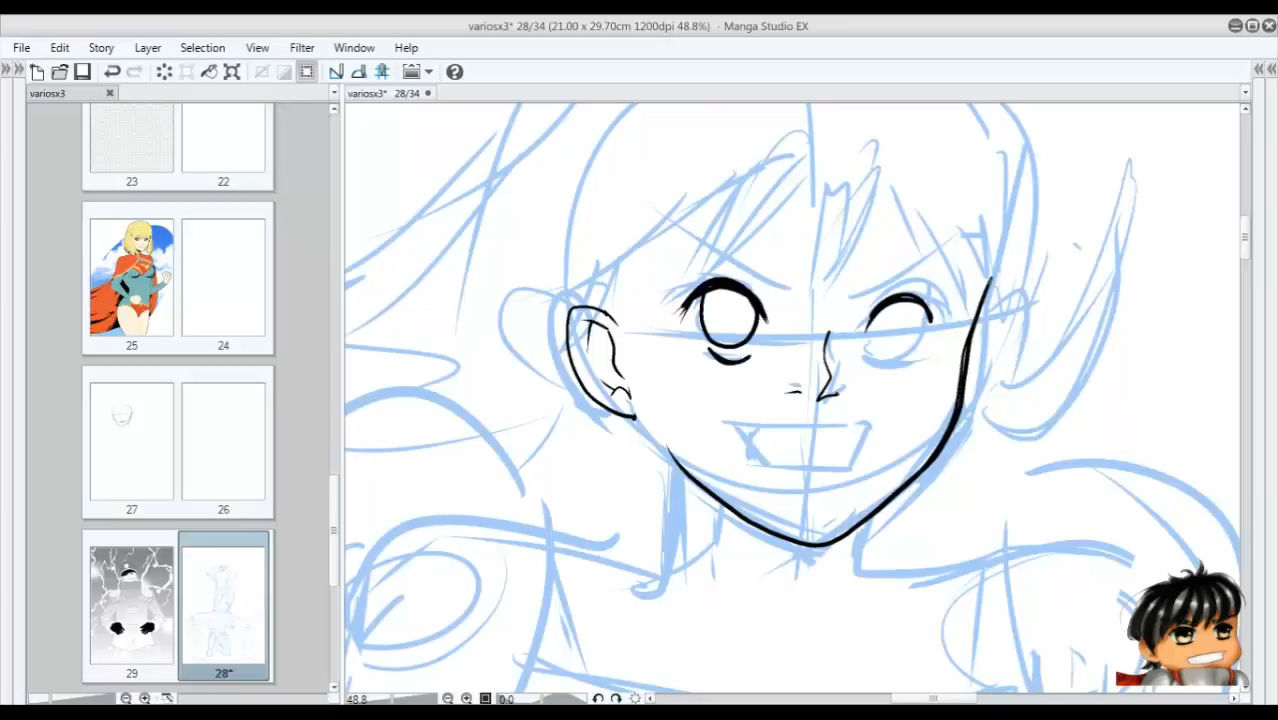 variosx3* 28/34 (21.00 x 29.70cm 1200dpi 48.8%) - Manga Studio EX
File Edit Story Layer Selection View Filter Window Help
variosx3
variosx3* 28/34
23 22
25 24
27 26
29 28*
48.8
0.0